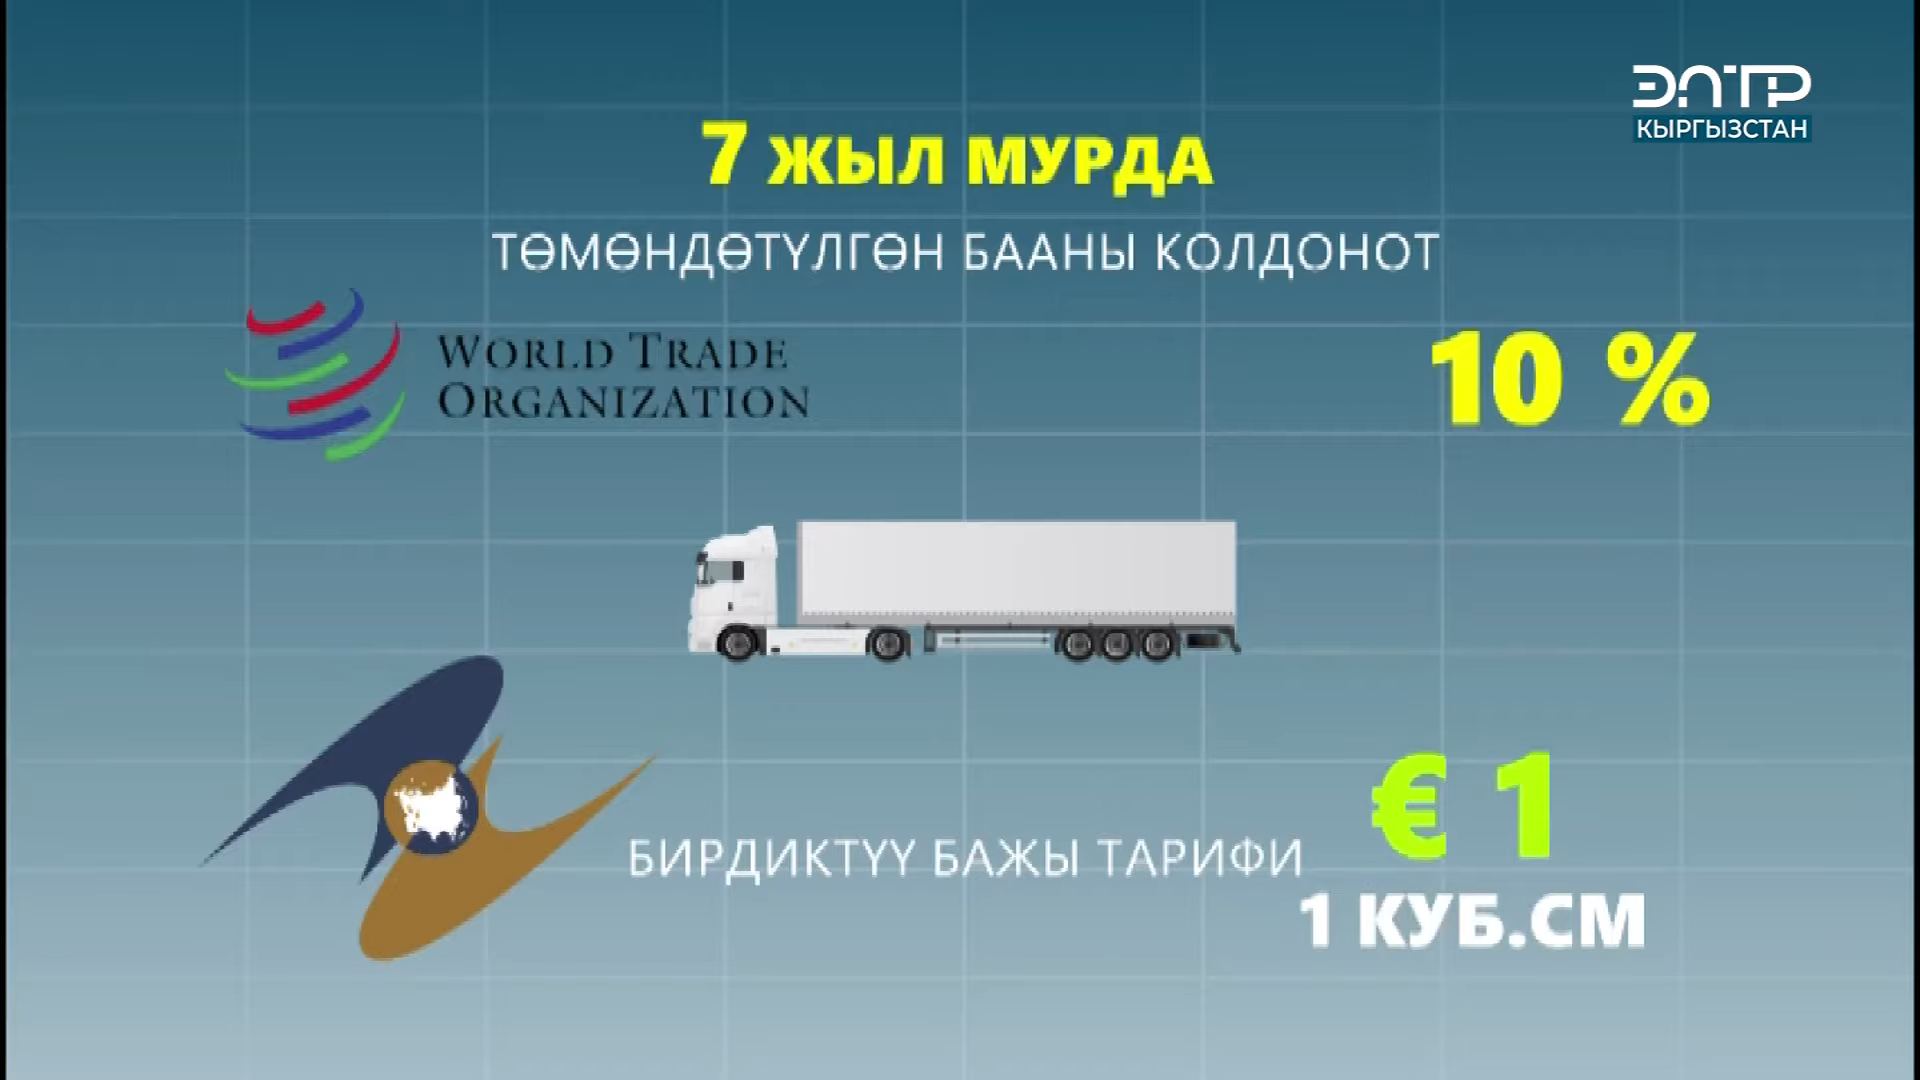 ЭЛТР
КЫРГЫЗСТАН
7 ЖЫЛ МУРДА
ТӨМӨНДӨТҮЛГӨН БААНЫ КОЛДОНОТ
WORLD TRADE
ORGANIZATION
10 %
€ 1
БИРДИКТҮҮ БАЖЫ ТАРИФИ
1 КУБ.СМ